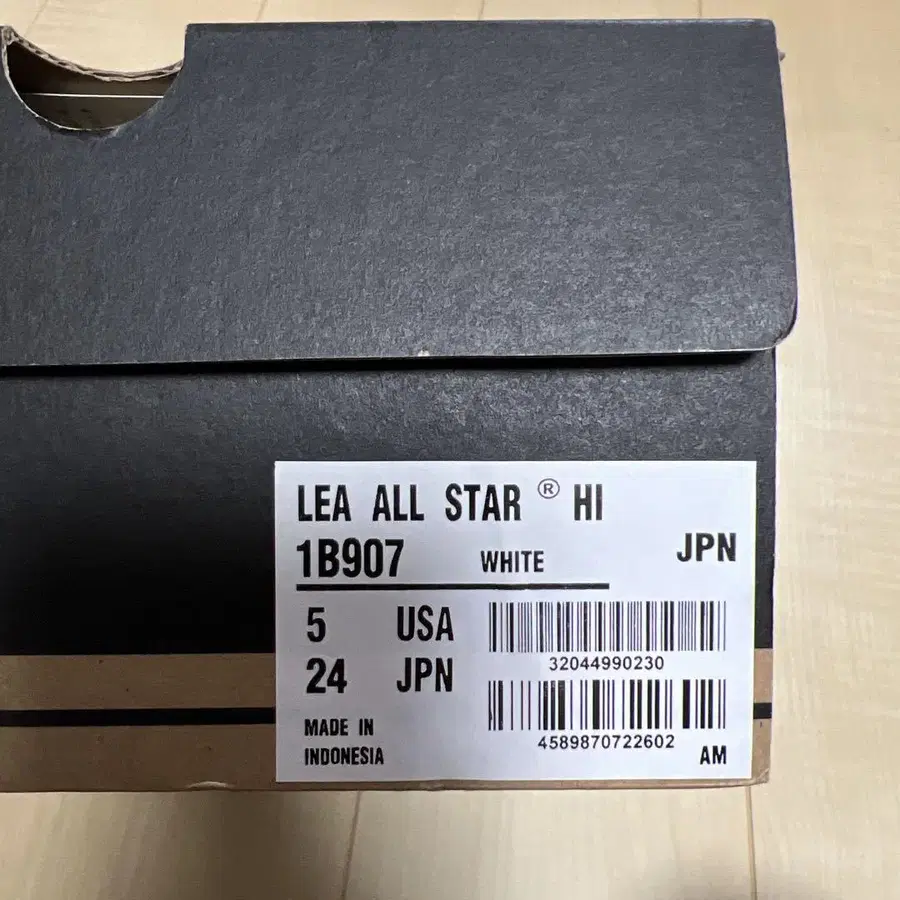 LEA ALL STAR ® HI
1B907 WHITE JPN
5 USA
32044990230
24 JPN
4589870722602
MADE IN
INDONESIA
AM